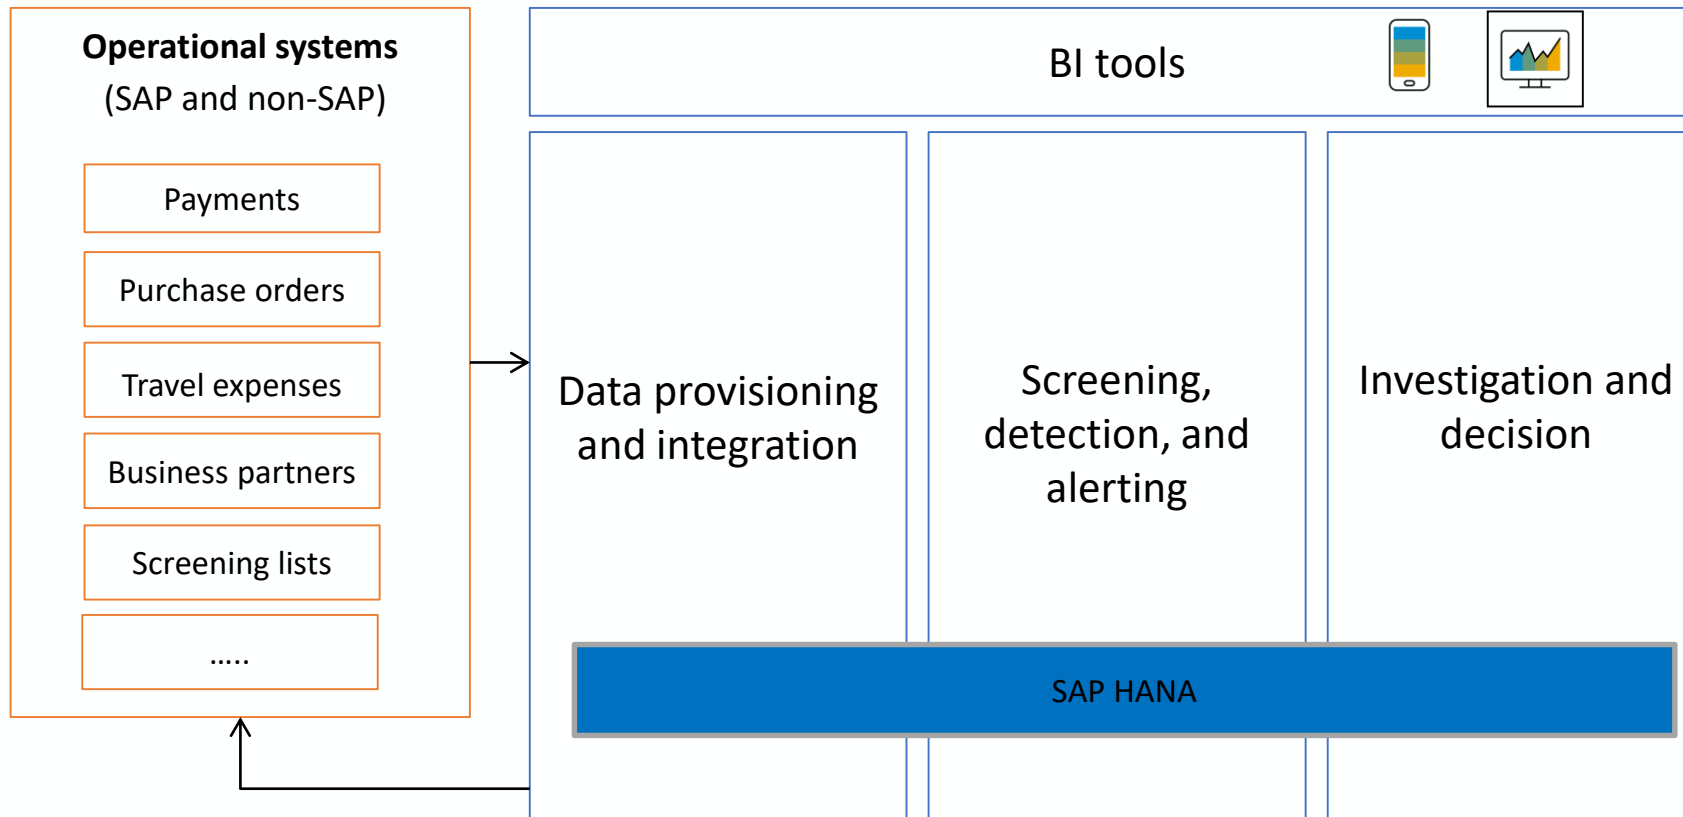 Operational systems
(SAP and non-SAP)
Payments
Purchase orders
Travel expenses
Business partners
Screening lists
.....
BI tools
Data provisioning
and integration
Screening,
detection, and
alerting
Investigation and
decision
SAP HANA